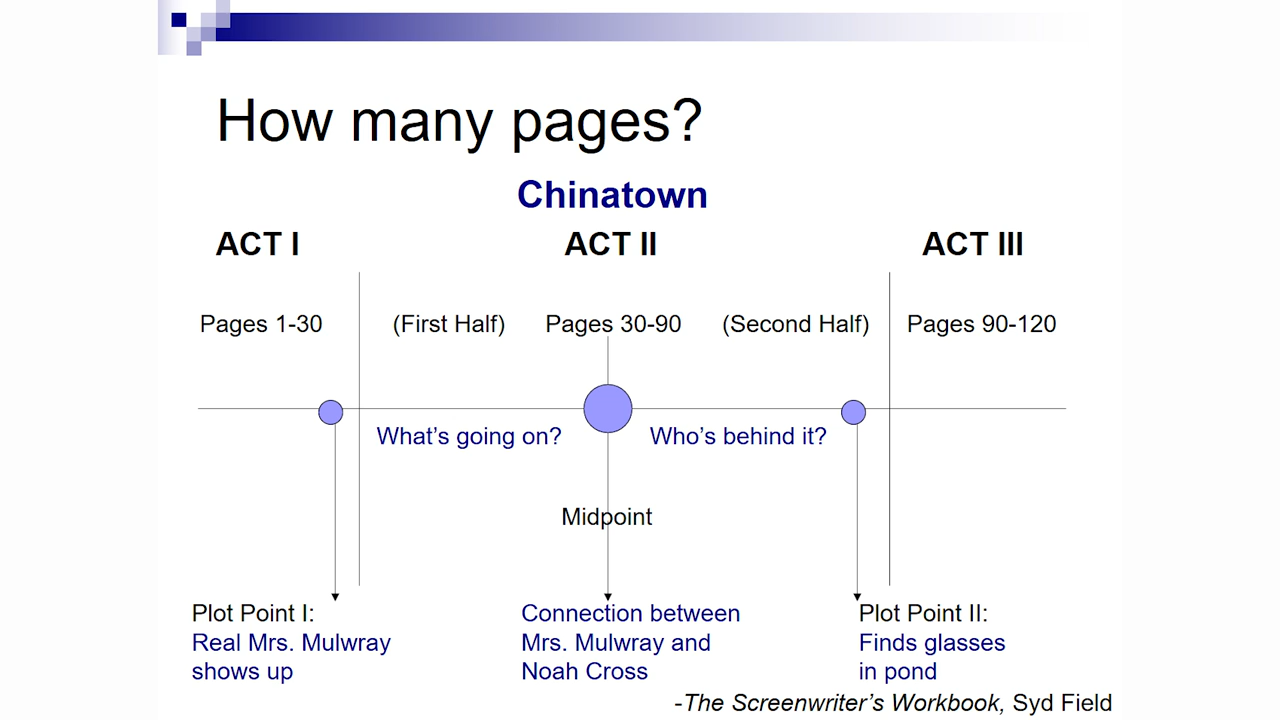 How many pages?
Chinatown
ACT I
ACT II
ACT III
Pages 1-30
(First Half)
Pages 30-90
(Second Half)
Pages 90-120
What's going on?
Who's behind it?
Midpoint
Plot Point I:
Real Mrs. Mulwray
shows up
Connection between
Mrs. Mulwray and
Noah Cross
Plot Point II:
Finds glasses
in pond
-The Screenwriter's Workbook, Syd Field